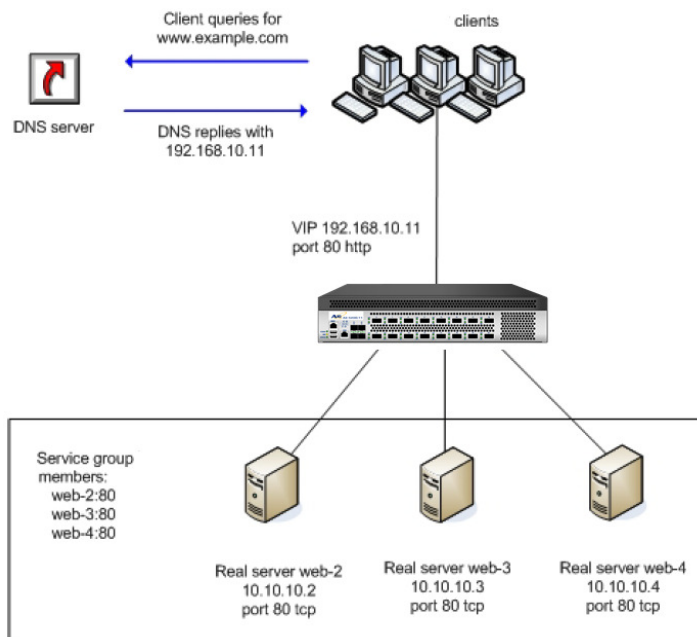 Client queries for
www.example.com
clients
DNS server
DNS replies with
192.168.10.11
VIP 192.168.10.11
port 80 http
Service group
members:
web-2:80
web-3:80
web-4:80
Real server web-2
10.10.10.2
port 80 tcp
Real server web-3
10.10.10.3
port 80 tcp
Real server web-4
10.10.10.4
port 80 tcp